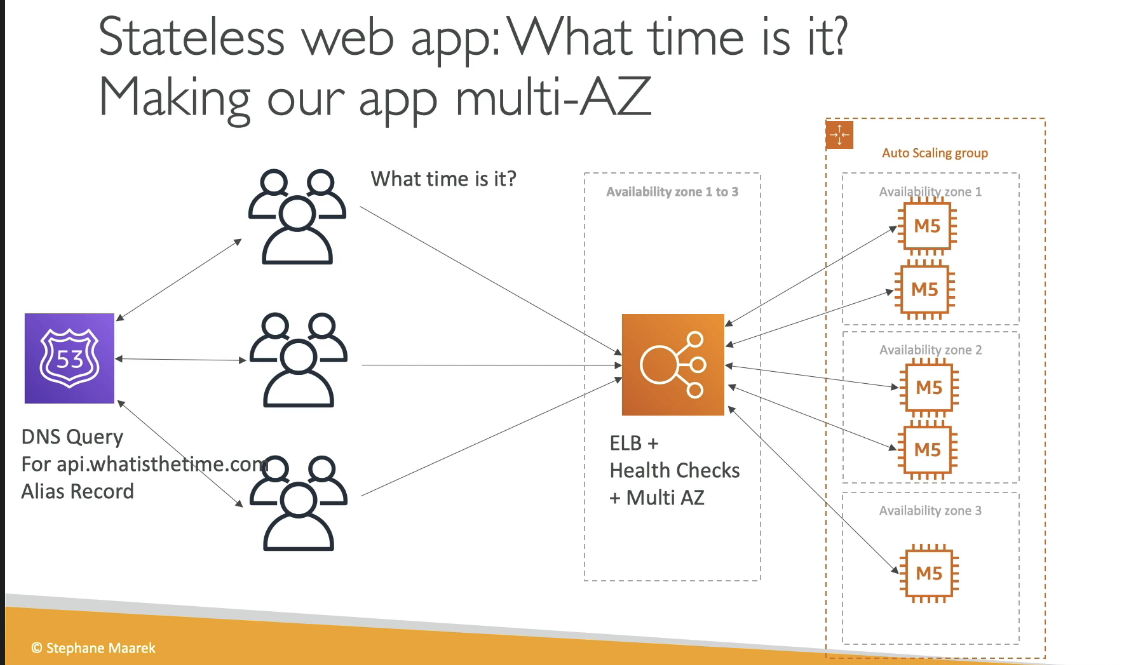 Stateless web app: What time is it?
Making our app multi-AZ
What time is it?
53
DNS Query
For api.whatisthetime.com
Alias Record
Availability zone 1 to 3
ELB +
Health Checks
+ Multi AZ
Auto Scaling group
Availability zone 1
M5
M5
Availability zone 2
M5
M5
Availability zone 3
M5
© Stephane Maarek